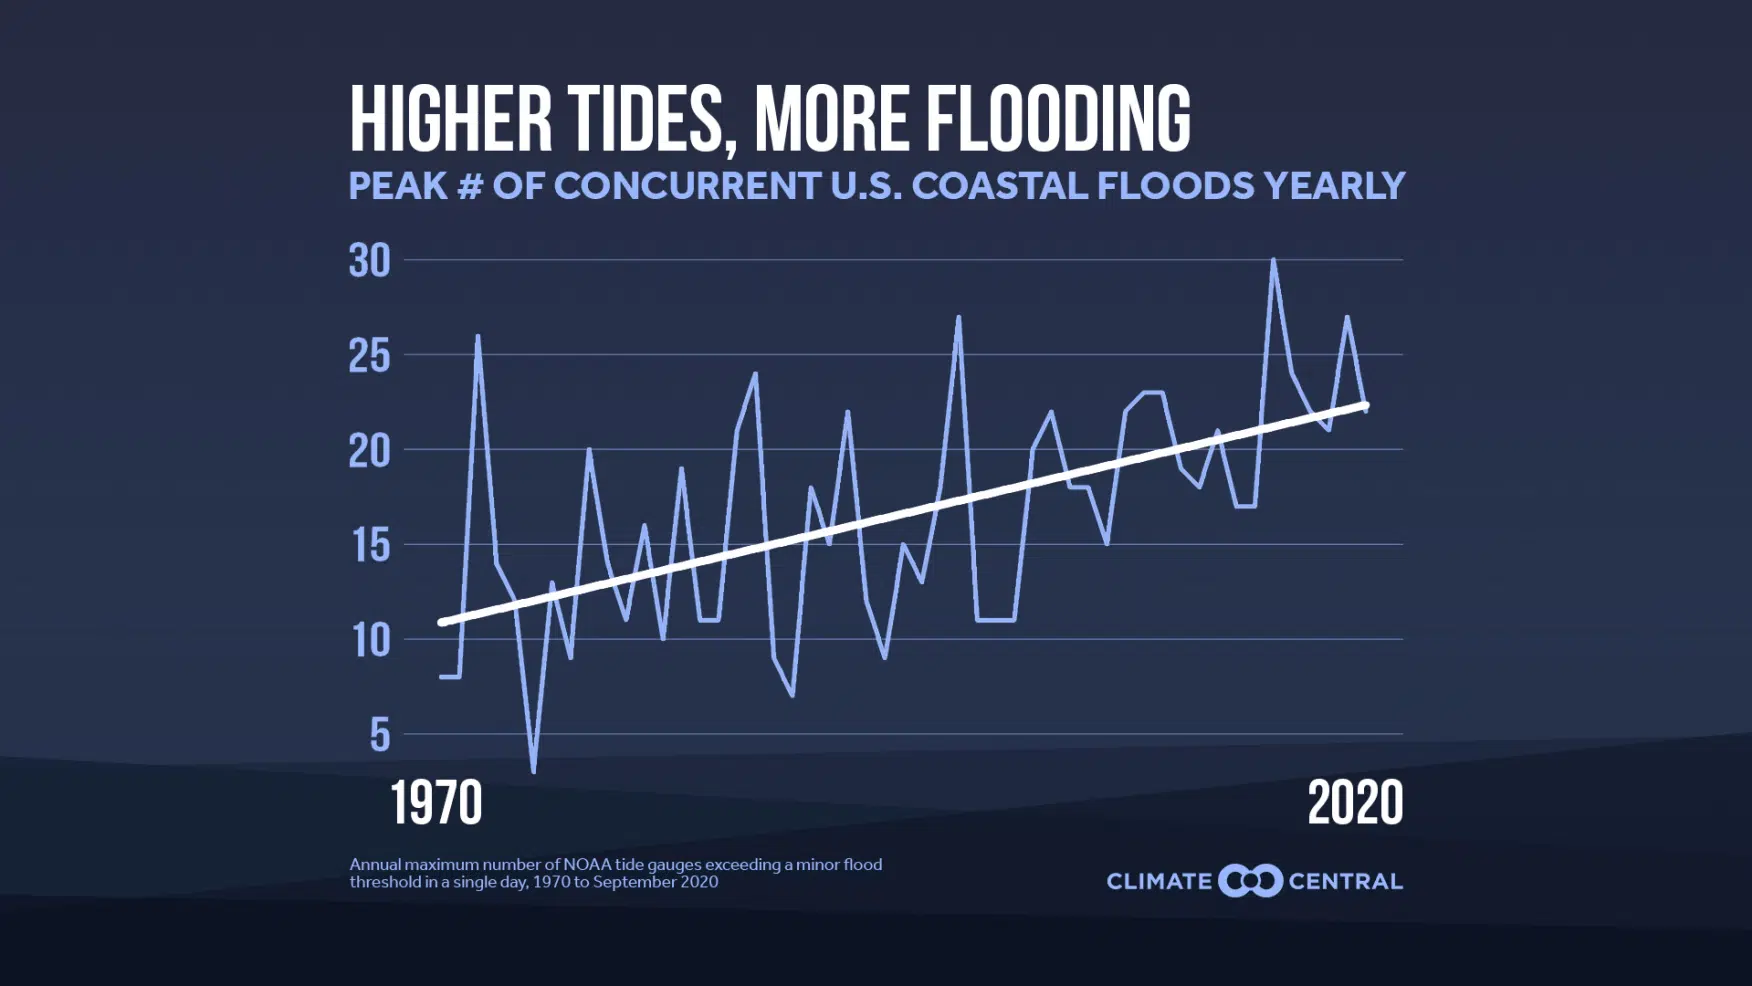 HIGHER TIDES, MORE FLOODING
PEAK # OF CONCURRENT U.S. COASTAL FLOODS YEARLY
30
25
20
15
10
5
1970
2020
Annual maximum number of NOAA tide gauges exceeding a minor flood
threshold in a single day, 1970 to September 2020
CLIMATE CENTRAL